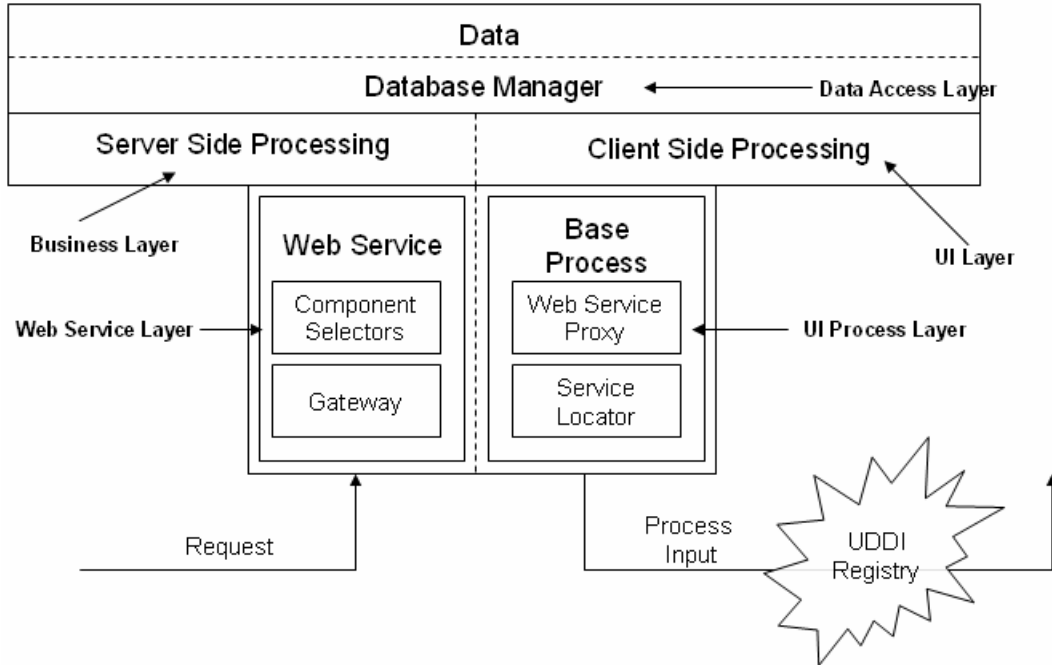 Data
Database Manager
Data Access Layer
Server Side Processing
Client Side Processing
Business Layer
UI Layer
Web Service
Base
Process
Component
Selectors
Web Service
Proxy
Web Service Layer
UI Process Layer
Gateway
Service
Locator
Request
Process
Input
UDDI
Registry